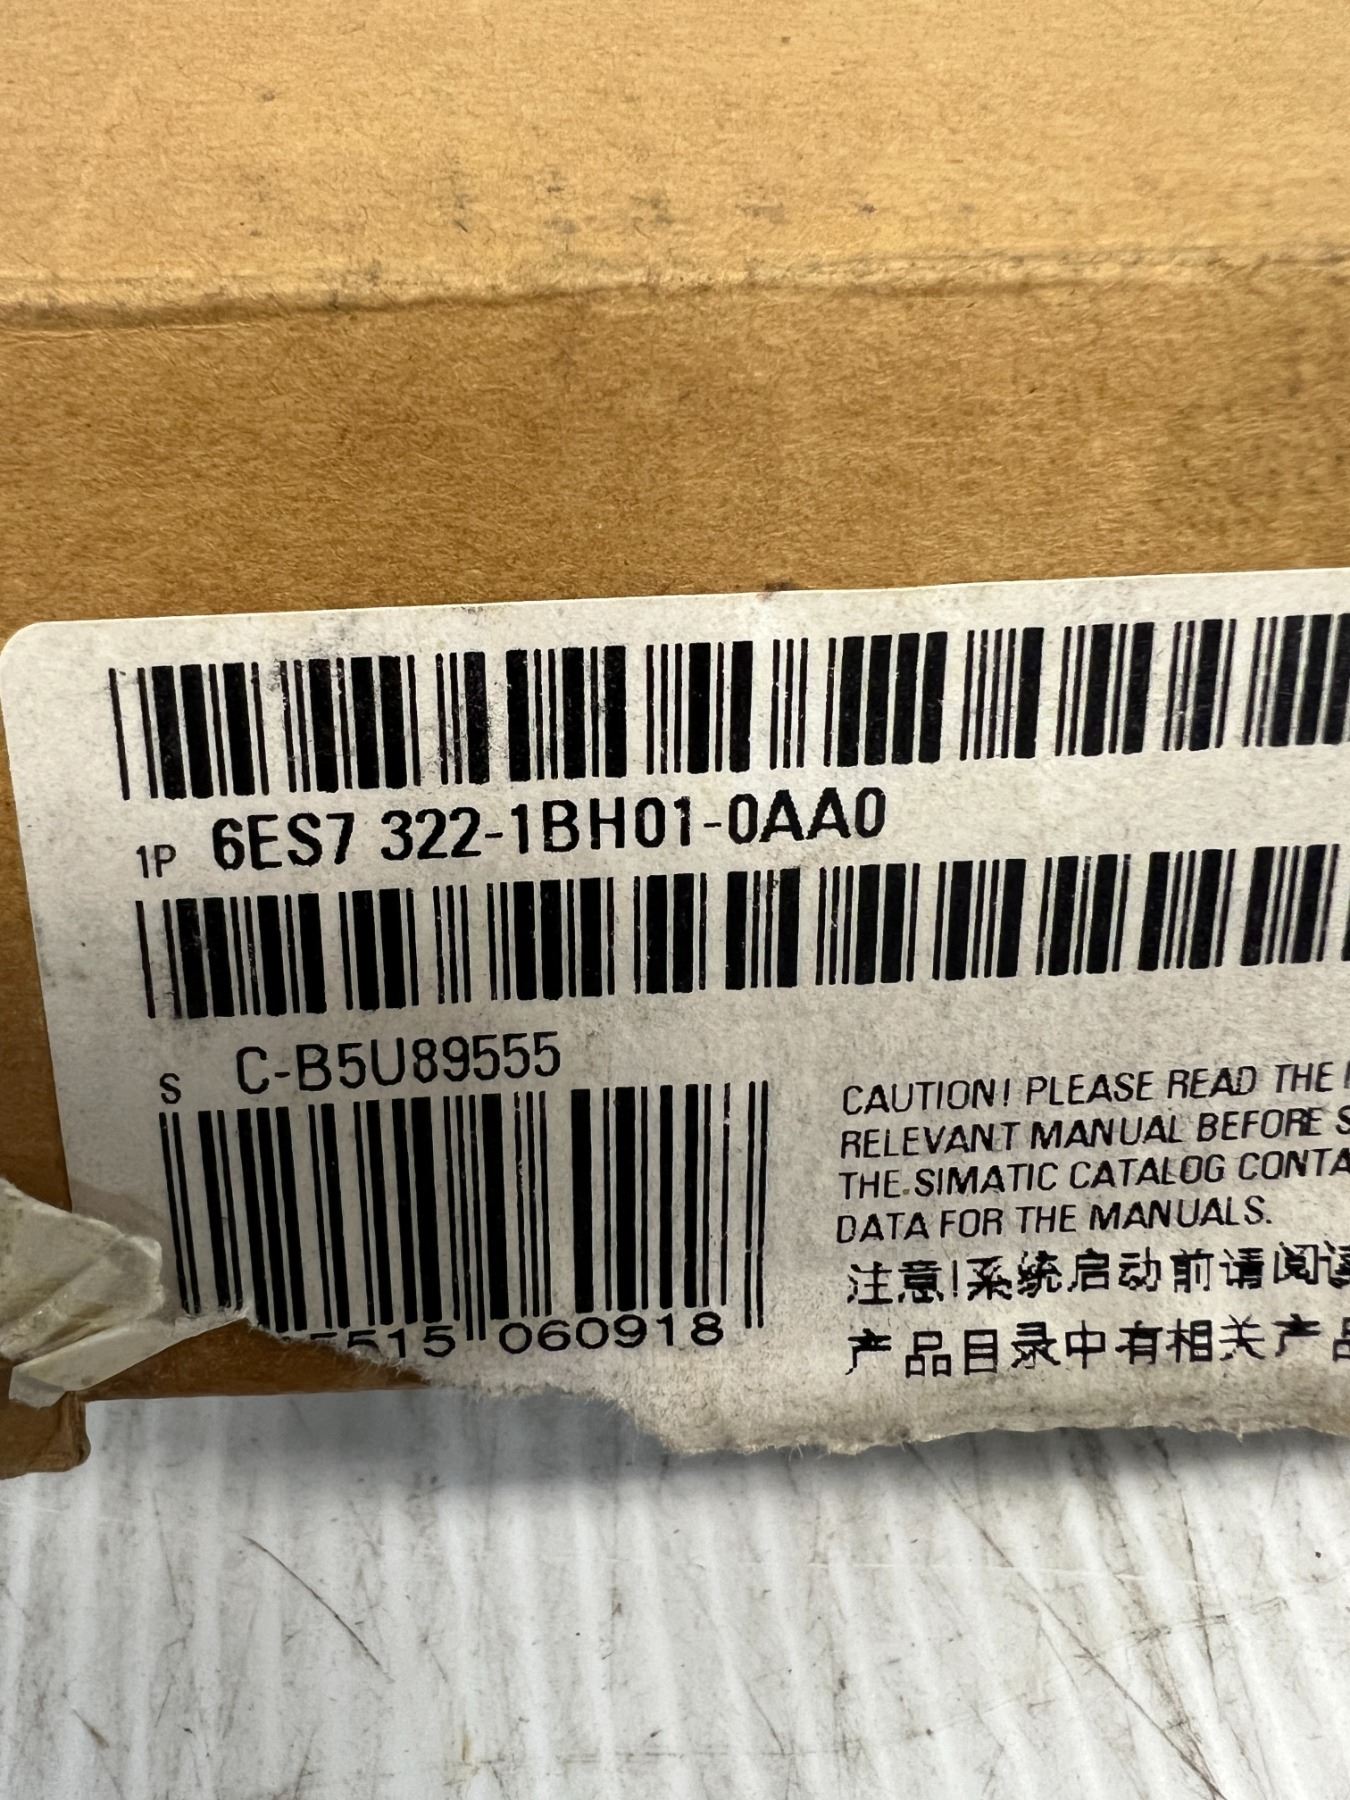 1P 6ES7 322-1BH01-0AA0
S C-B5U89555
515 060918
CAUTION! PLEASE READ THE
RELEVANT MANUAL BEFORE
THE SIMATIC CATALOG CONTA
DATA FOR THE MANUALS.
注意!系统启动前请阅读
产品目录中有相关产品